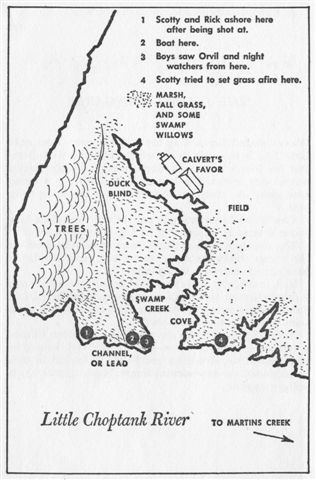 1 Scotty and Rick ashore here
after being shot at.
2 Boat here.
3 Boys saw Orvil and night
watchers from here.
4 Scotty tried to set grass afire here.
MARSH,
TALL GRASS,
AND SOME
SWAMP
WILLOWS
CALVERT'S
FAVOR
DUCK
BLIND
FIELD
TREES
SWAMP
CREEK
COVE
1
2
3
4
CHANNEL,
OR LEAD
Little Choptank River
TO MARTINS CREEK